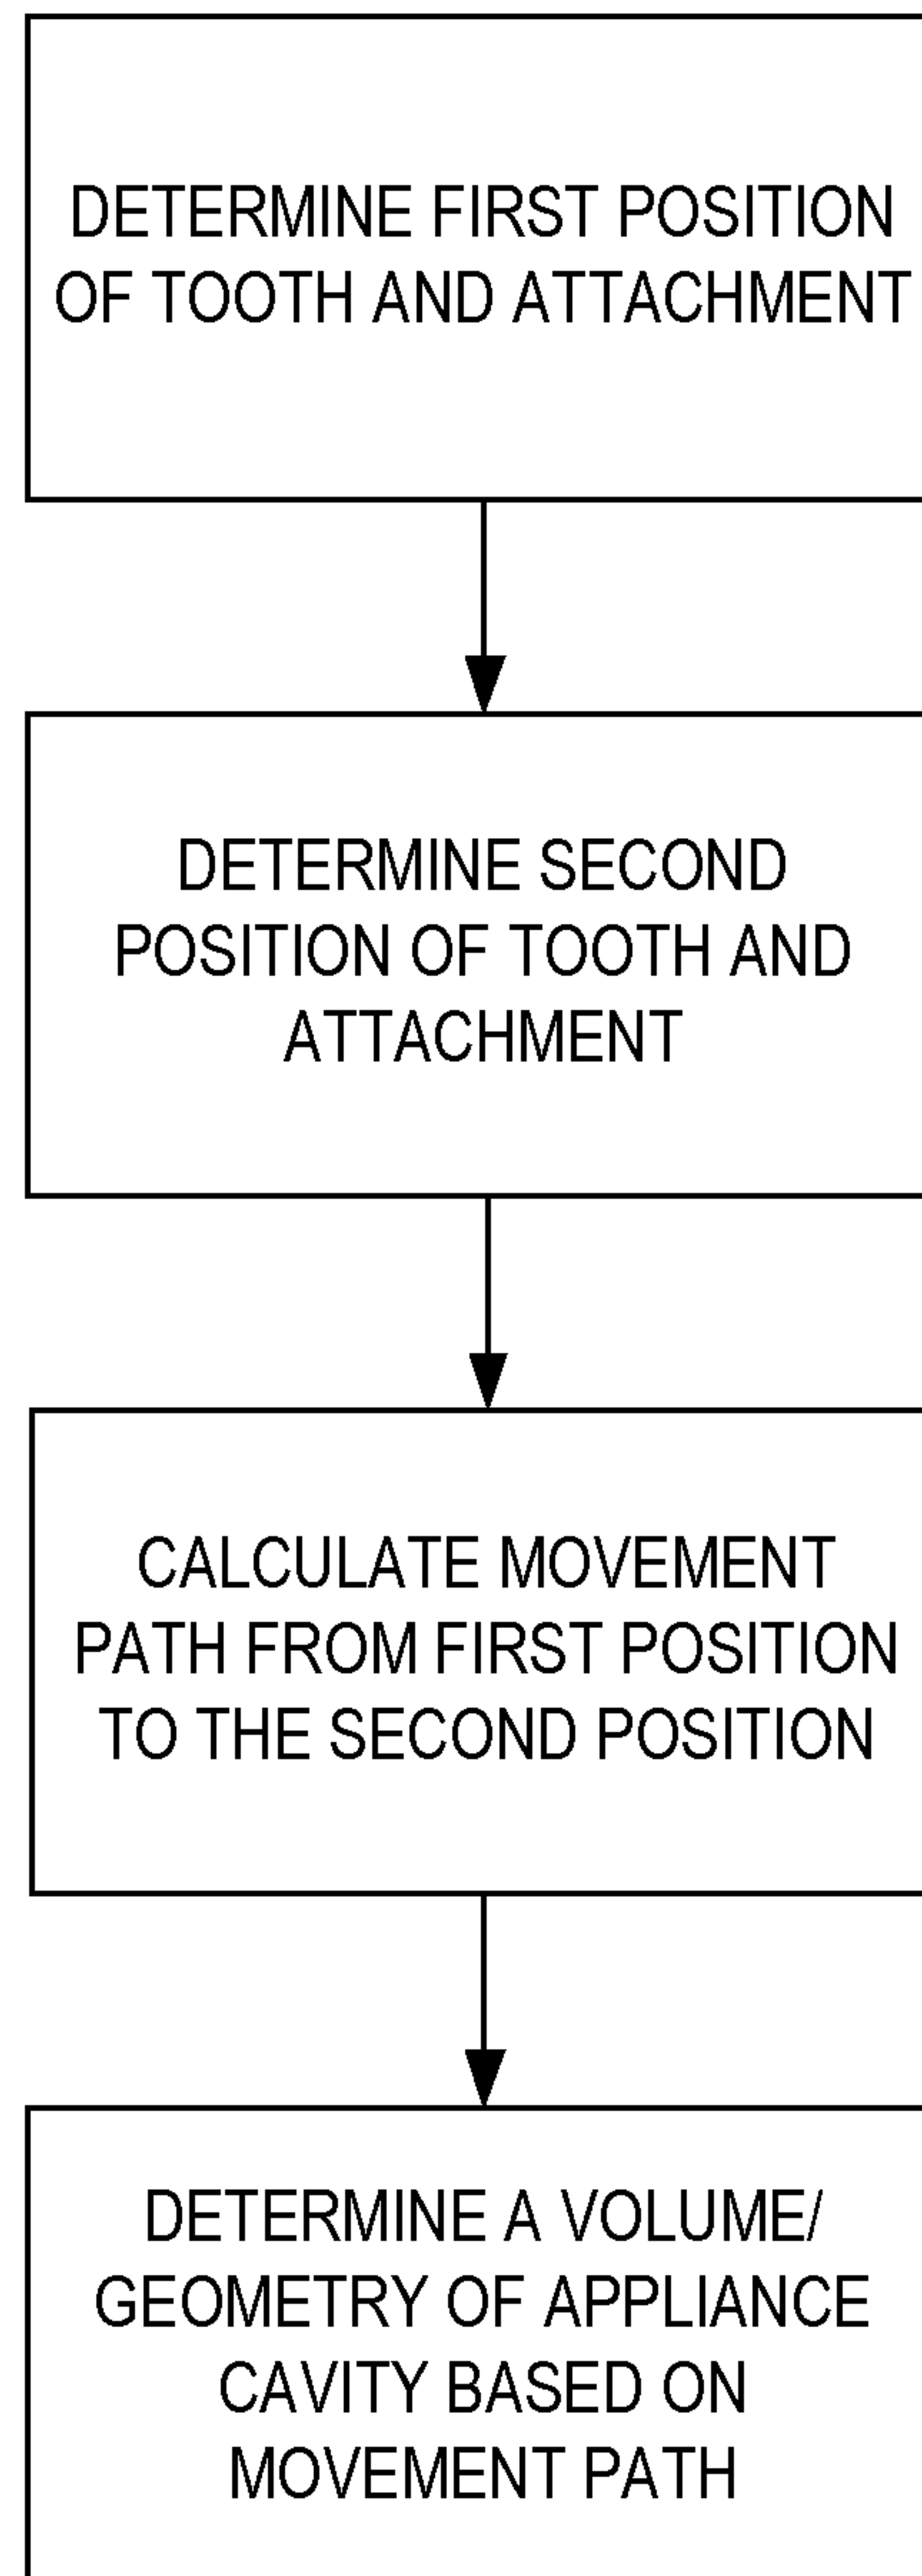 DETERMINE FIRST POSITION
OF TOOTH AND ATTACHMENT
DETERMINE SECOND
POSITION OF TOOTH AND
ATTACHMENT
CALCULATE MOVEMENT
PATH FROM FIRST POSITION
TO THE SECOND POSITION
DETERMINE A VOLUME/
GEOMETRY OF APPLIANCE
CAVITY BASED ON
MOVEMENT PATH